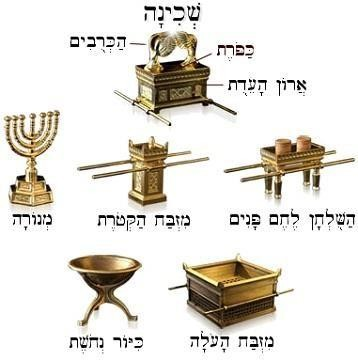 שְׁכִינָה
הַכְּרֻבִים
כַּפֹּרֶת
אֲרוֹן הָעֵדֻת
הַשֻּׁלְחָן לֶחֶם פָּנִים
מִזְבַּח הַקְּטֹרֶת
מְנוֹרָה
מִזְבַּח הָעֹלָה
כִּיּוֹר נְחֹשֶׁת